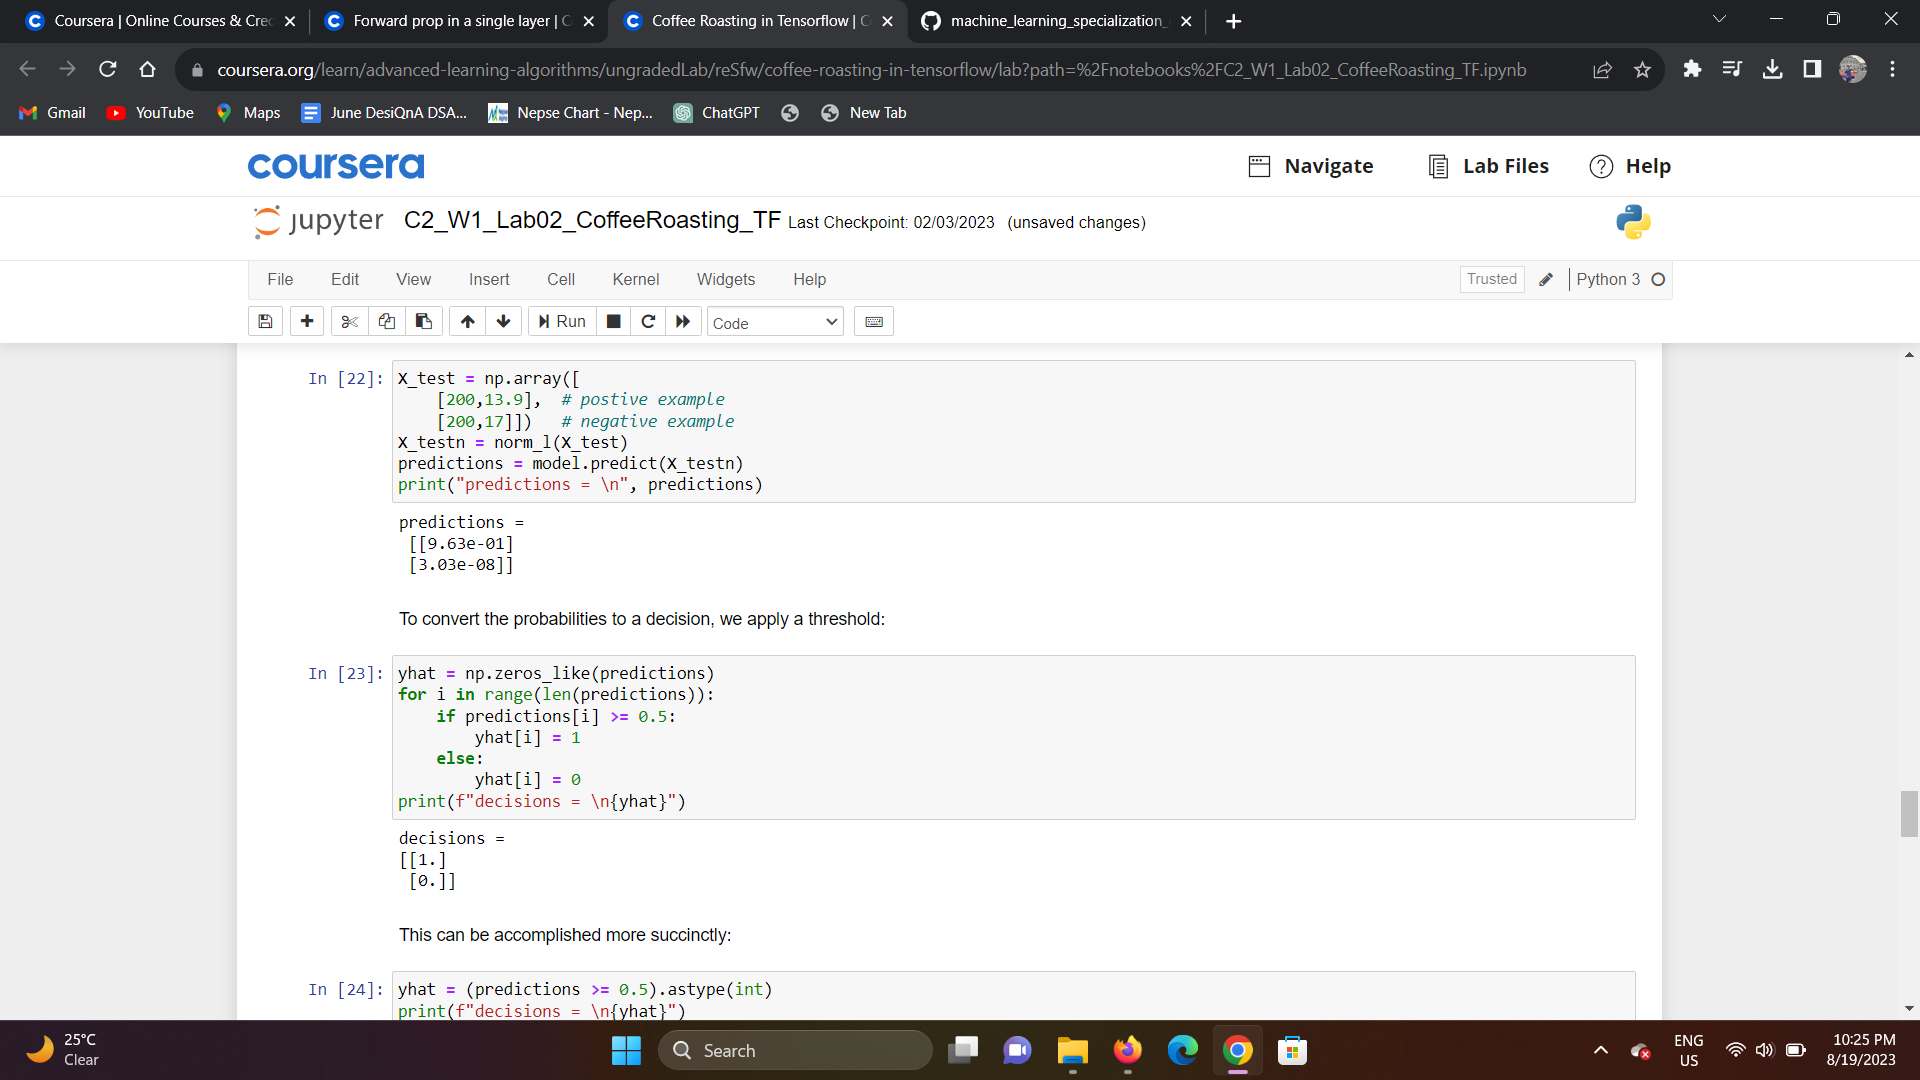 Coursera | Online Courses & Cre
Forward prop in a single layer | C
Coffee Roasting in Tensorflow | C
machine_learning_specialization_
coursera.org/learn/advanced-learning-algorithms/ungradedLab/reSfw/coffee-roasting-in-tensorflow/lab?path=%2Fnotebooks%2FC2_W1_Lab02_CoffeeRoasting_TF.ipynb
Gmail YouTube Maps June DesiQnA DSA... Nepse Chart - Nep... ChatGPT New Tab
coursera Navigate Lab Files Help
jupyter C2_W1_Lab02_CoffeeRoasting_TF Last Checkpoint: 02/03/2023 (unsaved changes)
File Edit View Insert Cell Kernel Widgets Help Trusted Python 3
Run Code
In [22]: X_test = np.array([
    [200,13.9],  # postive example
    [200,17]])   # negative example
X_testn = norm_l(X_test)
predictions = model.predict(X_testn)
print("predictions = \n", predictions)
predictions =
 [[9.63e-01]
 [3.03e-08]]
To convert the probabilities to a decision, we apply a threshold:
In [23]: yhat = np.zeros_like(predictions)
for i in range(len(predictions)):
    if predictions[i] >= 0.5:
        yhat[i] = 1
    else:
        yhat[i] = 0
print(f"decisions = \n{yhat}")
decisions =
[[1.]
 [0.]]
This can be accomplished more succinctly:
In [24]: yhat = (predictions >= 0.5).astype(int)
print(f"decisions = \n{yhat}")
25°C
Clear
Search
ENG
US
10:25 PM
8/19/2023